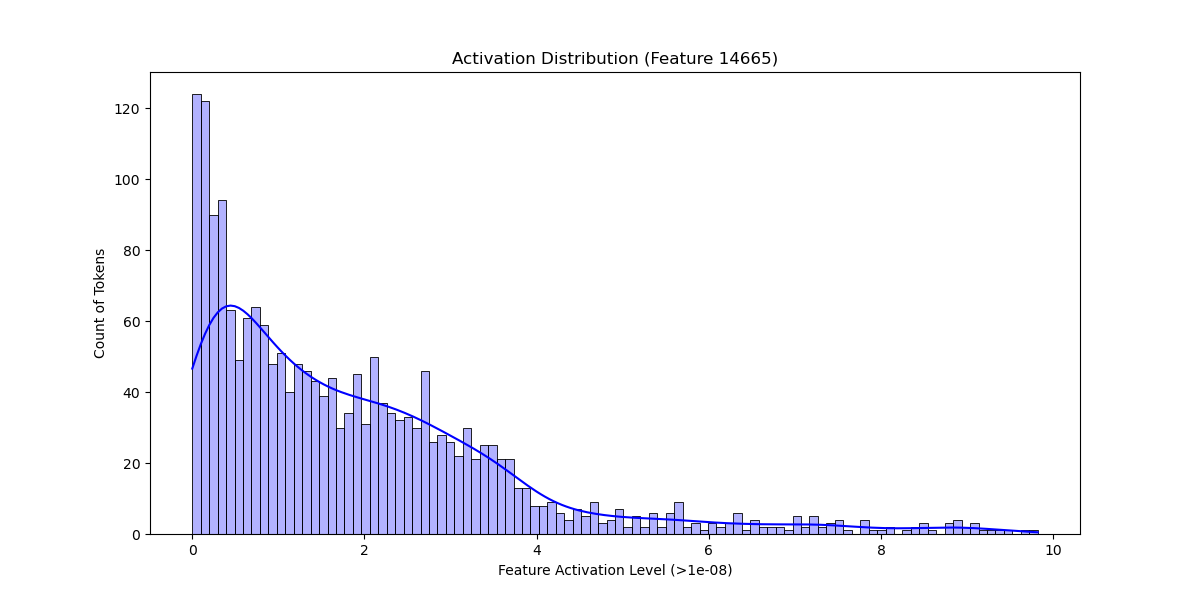 Activation Distribution (Feature 14665)
Count of Tokens
120
100
80
60
40
20
0
0 2 4 6 8 10
Feature Activation Level (>1e-08)